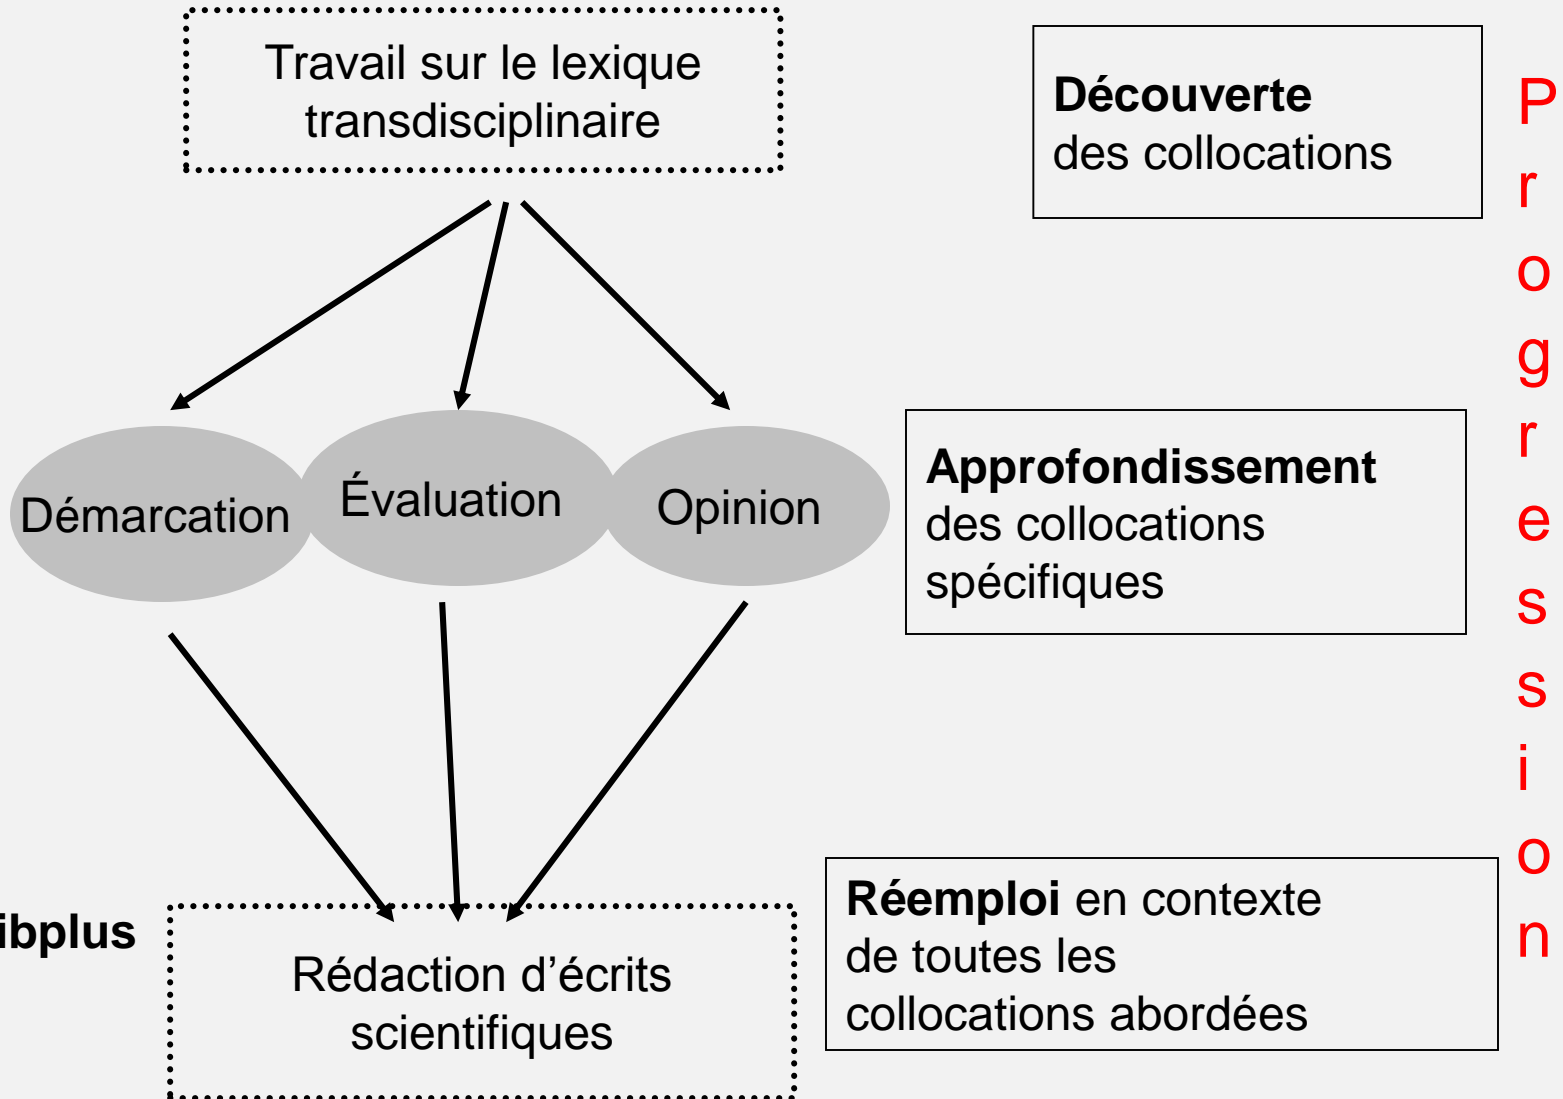 Travail sur le lexique
transdisciplinaire
Découverte
des collocations
Démarcation
Évaluation
Opinion
Approfondissement
des collocations
spécifiques
ibplus
Rédaction d’écrits
scientifiques
Réemploi en contexte
de toutes les
collocations abordées
P
r
o
g
r
e
s
s
i
o
n